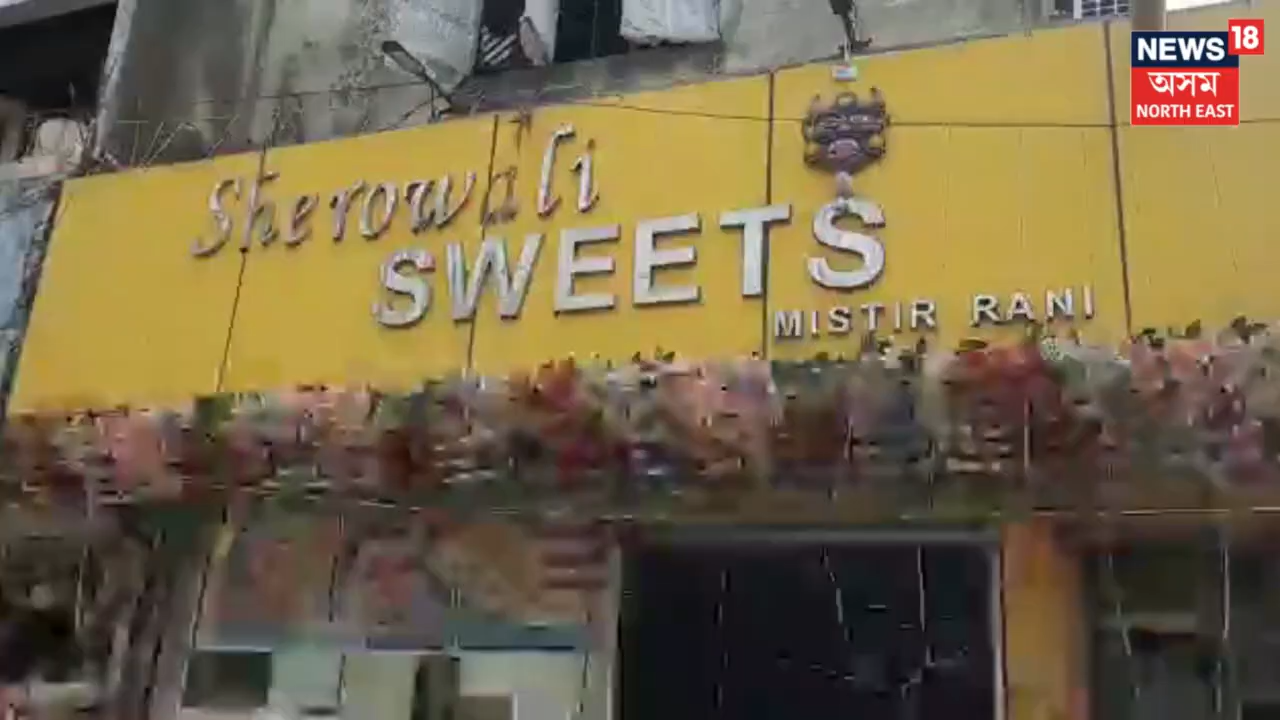 NEWS 18
অসম
NORTH EAST
Sherowali
SWEETS
MISTIR RANI